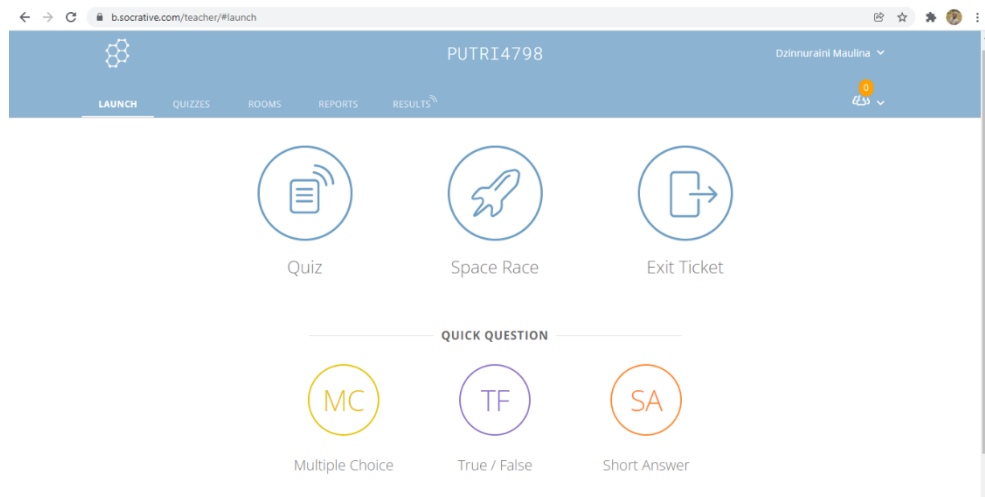 b.socrative.com/teacher/#launch
PUTRI4798
Dzinnuraini Maulina
0
LAUNCH QUIZZES ROOMS REPORTS RESULTS
Quiz Space Race Exit Ticket
QUICK QUESTION
MC TF SA
Multiple Choice True / False Short Answer